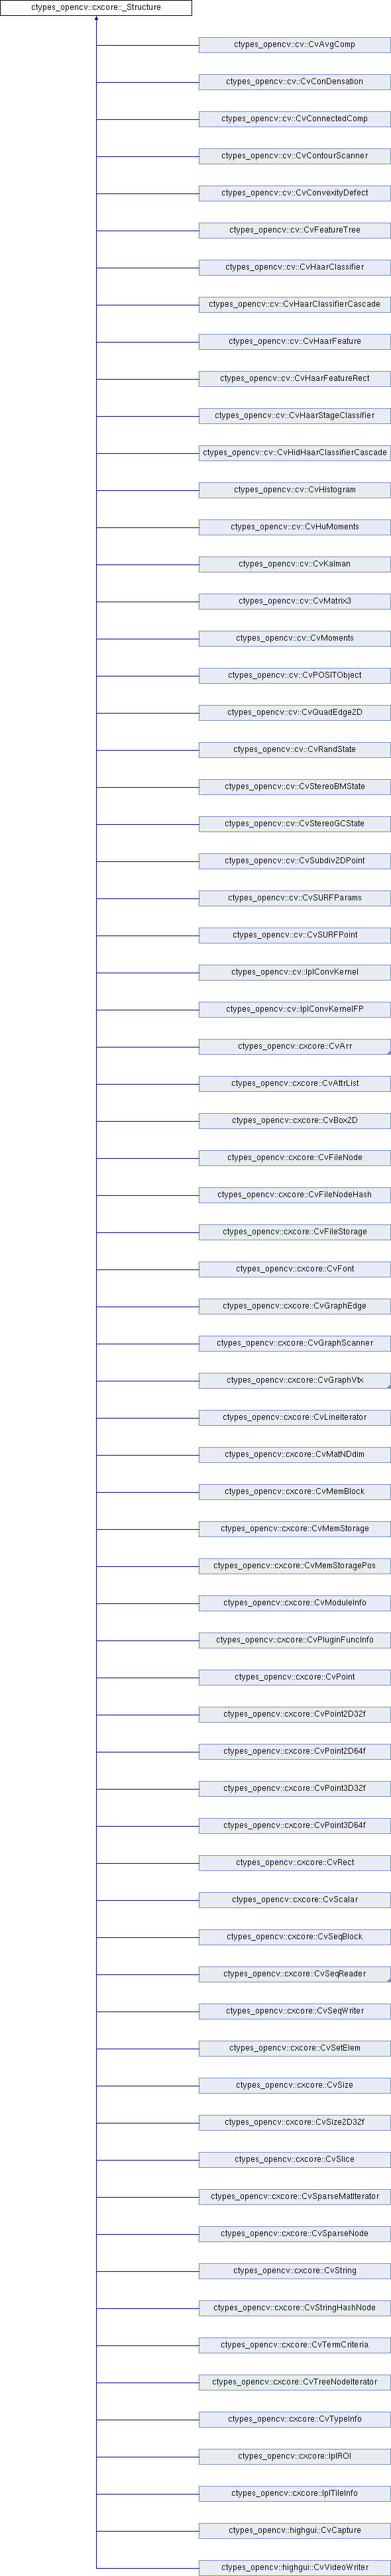 ctypes_opencv::cxcore::_Structure
ctypes_opencv::cv::CvAvgComp
ctypes_opencv::cv::CvConDensation
ctypes_opencv::cv::CvConnectedComp
ctypes_opencv::cv::CvContourScanner
ctypes_opencv::cv::CvConvexityDefect
ctypes_opencv::cv::CvFeatureTree
ctypes_opencv::cv::CvHaarClassifier
ctypes_opencv::cv::CvHaarClassifierCascade
ctypes_opencv::cv::CvHaarFeature
ctypes_opencv::cv::CvHaarFeatureRect
ctypes_opencv::cv::CvHaarStageClassifier
ctypes_opencv::cv::CvHidHaarClassifierCascade
ctypes_opencv::cv::CvHistogram
ctypes_opencv::cv::CvHuMoments
ctypes_opencv::cv::CvKalman
ctypes_opencv::cv::CvMatrix3
ctypes_opencv::cv::CvMoments
ctypes_opencv::cv::CvPOSITObject
ctypes_opencv::cv::CvQuadEdge2D
ctypes_opencv::cv::CvRandState
ctypes_opencv::cv::CvStereoBMState
ctypes_opencv::cv::CvStereoGCState
ctypes_opencv::cv::CvSubdiv2DPoint
ctypes_opencv::cv::CvSURFParams
ctypes_opencv::cv::CvSURFPoint
ctypes_opencv::cv::IplConvKernel
ctypes_opencv::cv::IplConvKernelFP
ctypes_opencv::cxcore::CvArr
ctypes_opencv::cxcore::CvAttrList
ctypes_opencv::cxcore::CvBox2D
ctypes_opencv::cxcore::CvFileNode
ctypes_opencv::cxcore::CvFileNodeHash
ctypes_opencv::cxcore::CvFileStorage
ctypes_opencv::cxcore::CvFont
ctypes_opencv::cxcore::CvGraphEdge
ctypes_opencv::cxcore::CvGraphScanner
ctypes_opencv::cxcore::CvGraphVtx
ctypes_opencv::cxcore::CvLineIterator
ctypes_opencv::cxcore::CvMatNDdim
ctypes_opencv::cxcore::CvMemBlock
ctypes_opencv::cxcore::CvMemStorage
ctypes_opencv::cxcore::CvMemStoragePos
ctypes_opencv::cxcore::CvModuleInfo
ctypes_opencv::cxcore::CvPluginFuncInfo
ctypes_opencv::cxcore::CvPoint
ctypes_opencv::cxcore::CvPoint2D32f
ctypes_opencv::cxcore::CvPoint2D64f
ctypes_opencv::cxcore::CvPoint3D32f
ctypes_opencv::cxcore::CvPoint3D64f
ctypes_opencv::cxcore::CvRect
ctypes_opencv::cxcore::CvScalar
ctypes_opencv::cxcore::CvSeqBlock
ctypes_opencv::cxcore::CvSeqReader
ctypes_opencv::cxcore::CvSeqWriter
ctypes_opencv::cxcore::CvSetElem
ctypes_opencv::cxcore::CvSize
ctypes_opencv::cxcore::CvSize2D32f
ctypes_opencv::cxcore::CvSlice
ctypes_opencv::cxcore::CvSparseMatIterator
ctypes_opencv::cxcore::CvSparseNode
ctypes_opencv::cxcore::CvString
ctypes_opencv::cxcore::CvStringHashNode
ctypes_opencv::cxcore::CvTermCriteria
ctypes_opencv::cxcore::CvTreeNodeIterator
ctypes_opencv::cxcore::CvTypeInfo
ctypes_opencv::cxcore::IplROI
ctypes_opencv::cxcore::IplTileInfo
ctypes_opencv::highgui::CvCapture
ctypes_opencv::highgui::CvVideoWriter